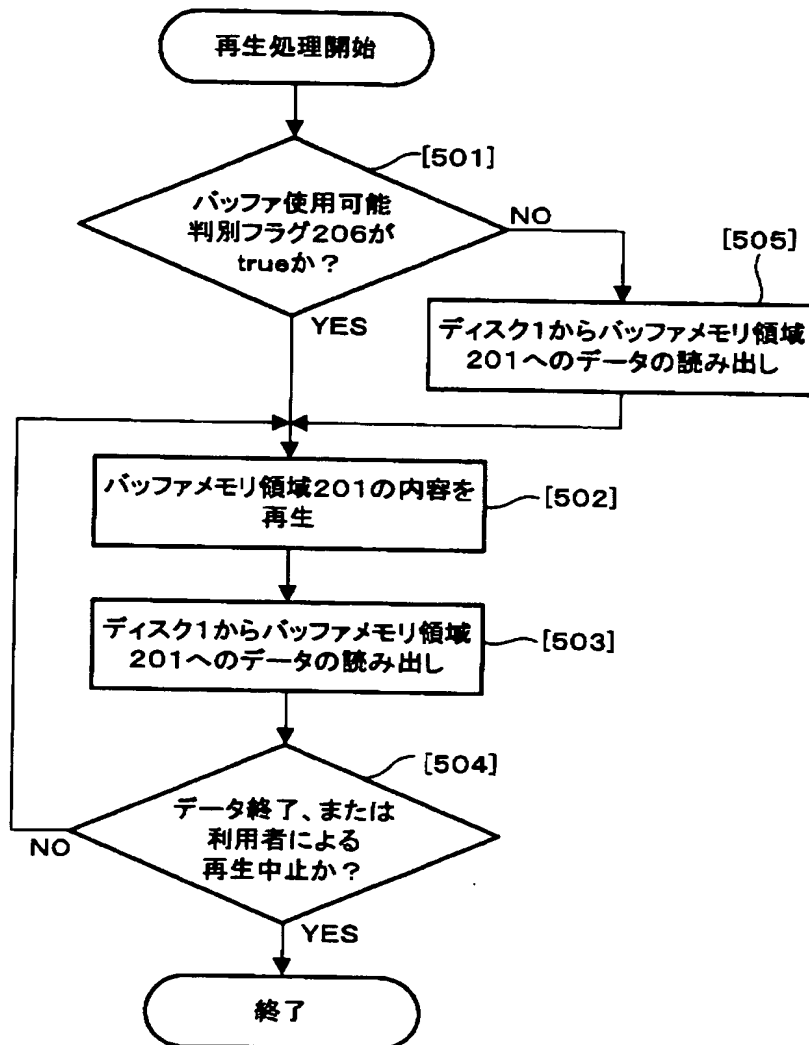 再生処理開始
[501]
バッファ使用可能
判別フラグ206が
trueか？
NO
[505]
YES
ディスク1からバッファメモリ領域
201へのデータの読み出し
バッファメモリ領域201の内容を
再生
[502]
ディスク1からバッファメモリ領域
201へのデータの読み出し
[503]
[504]
データ終了、または
利用者による
再生中止か？
NO
YES
終了